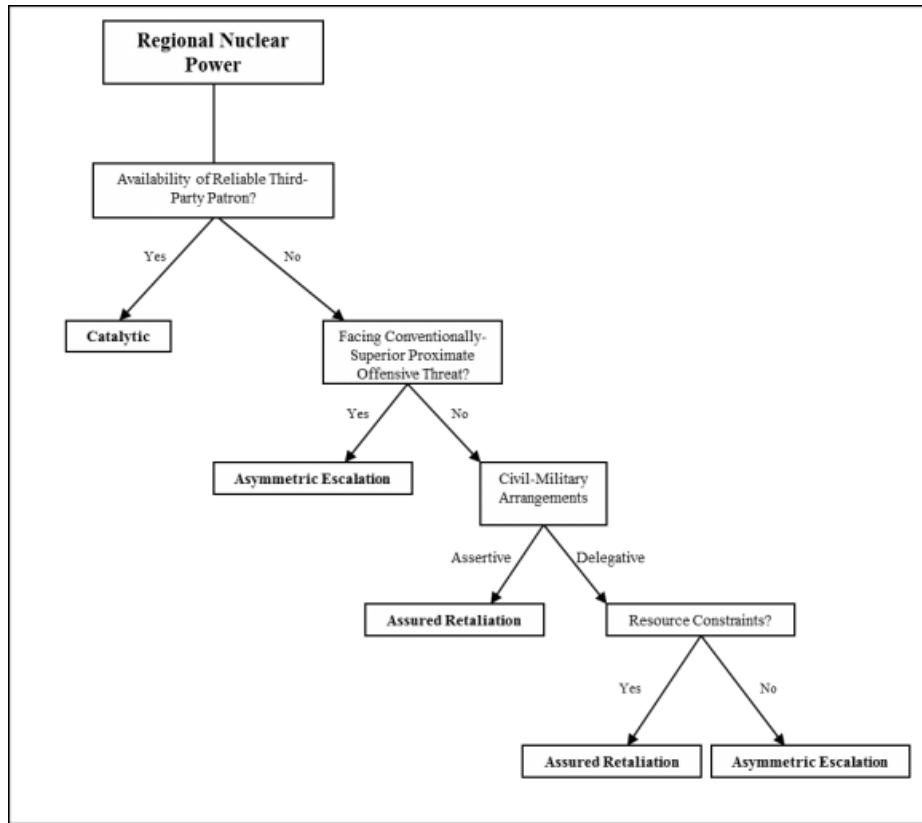 Regional Nuclear
Power
Availability of Reliable Third-
Party Patron?
Yes
No
Catalytic
Facing Conventionally-
Superior Proximate
Offensive Threat?
Yes
No
Asymmetric Escalation
Civil-Military
Arrangements
Assertive
Delegative
Assured Retaliation
Resource Constraints?
Yes
No
Assured Retaliation
Asymmetric Escalation